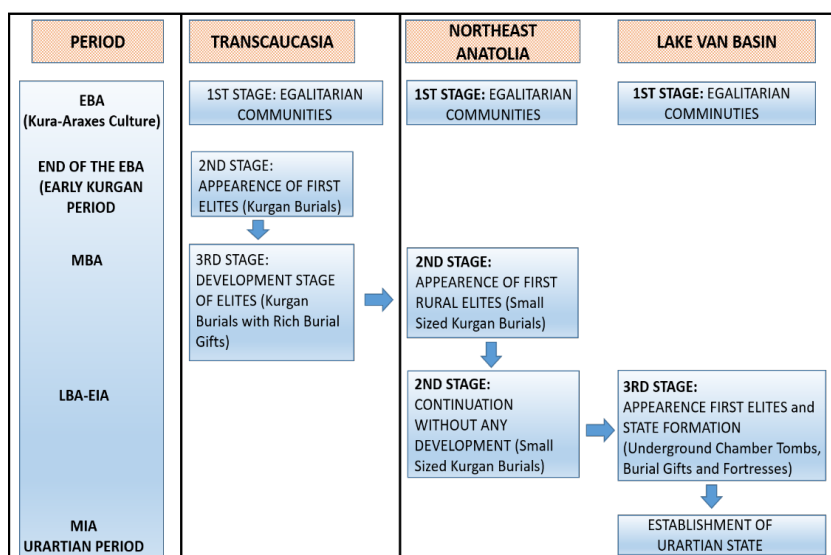 PERIOD
TRANSCAUCASIA
NORTHEAST
ANATOLIA
LAKE VAN BASIN
EBA
(Kura-Araxes Culture)
1ST STAGE: EGALITARIAN
COMMUNITIES
1ST STAGE: EGALITARIAN
COMMUNITIES
1ST STAGE: EGALITARIAN
COMMINUTIES
END OF THE EBA
(EARLY KURGAN
PERIOD
2ND STAGE:
APPEARENCE OF FIRST
ELITES (Kurgan Burials)
MBA
3RD STAGE:
DEVELOPMENT STAGE
OF ELITES (Kurgan
Burials with Rich Burial
Gifts)
2ND STAGE:
APPEARENCE OF FIRST
RURAL ELITES (Small
Sized Kurgan Burials)
LBA-EIA
2ND STAGE:
CONTINUATION
WITHOUT ANY
DEVELOPMENT (Small
Sized Kurgan Burials)
3RD STAGE:
APPEARENCE FIRST ELITES and
STATE FORMATION
(Underground Chamber Tombs,
Burial Gifts and Fortresses)
MIA
URARTIAN PERIOD
ESTABLISHMENT OF
URARTIAN STATE